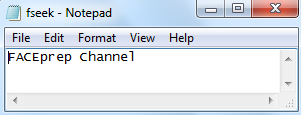 fseek - Notepad
File Edit Format View Help
FACEprep Channel